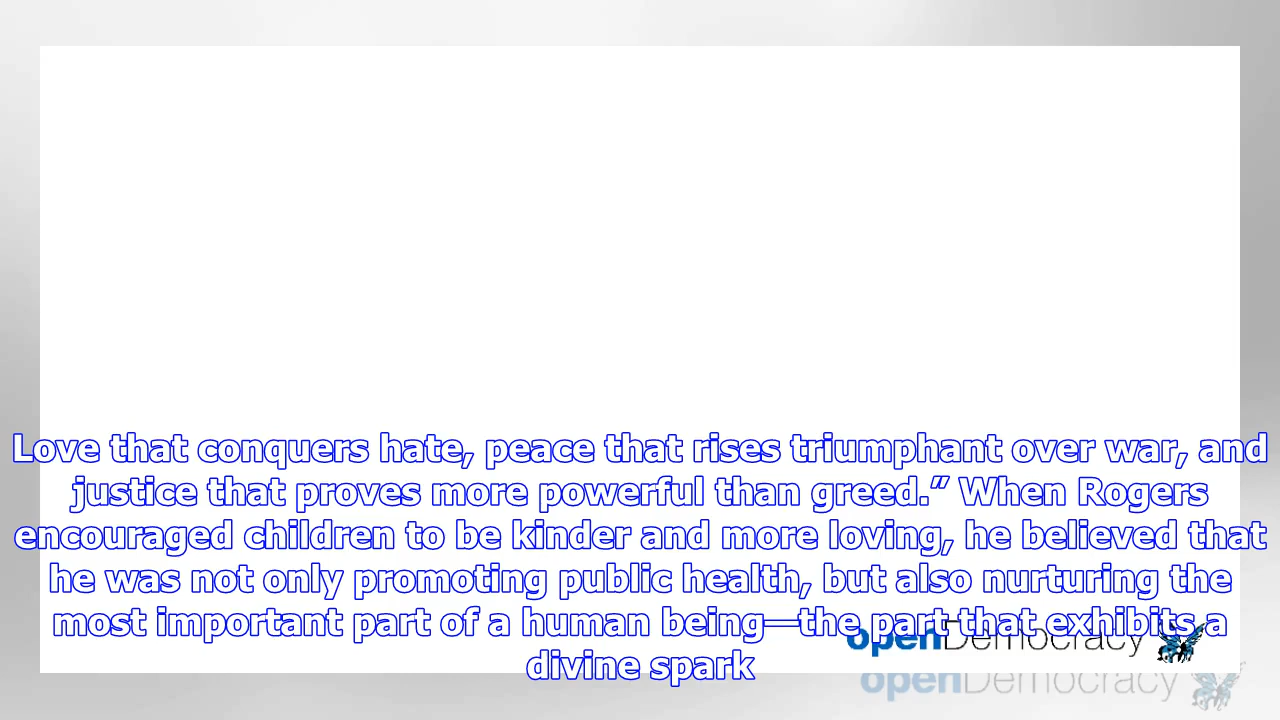 Love that conquers hate, peace that rises triumphant over war, and
justice that proves more powerful than greed.” When Rogers
encouraged children to be kinder and more loving, he believed that
he was not only promoting public health, but also nurturing the
most important part of a human being—the part that exhibits a
divine spark
openDemocracy
openDemocracy